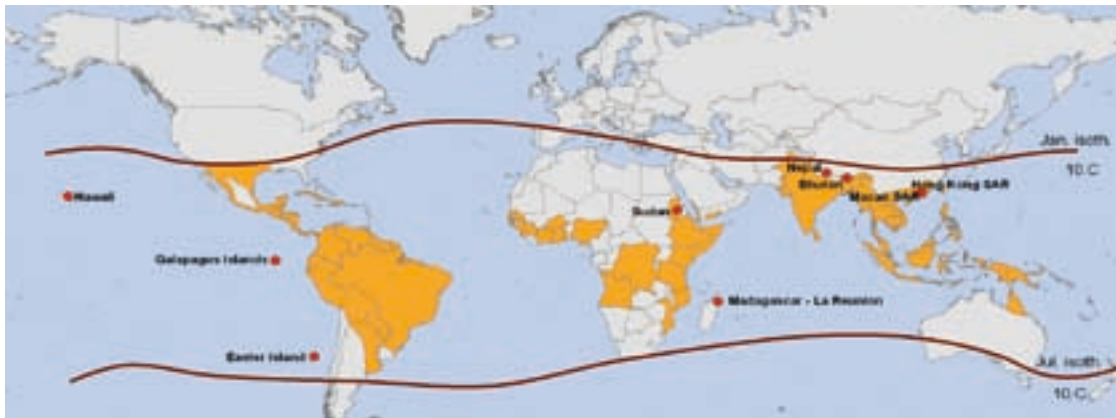 Jan. isoth.
10.C
Nepal
Bhutan
Hong Kong SAR
Macau SAR
Hawaii
Sudan
Galapagos Islands
Madagascar - La Reunion
Easter Island
Jul. isoth.
10.C